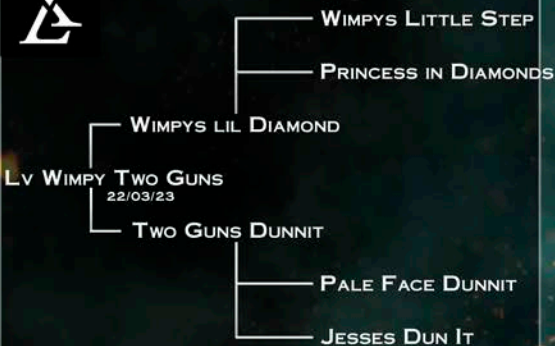 Wimpys Little Step
Princess in Diamonds
Wimpys lil Diamond
Lv Wimpy Two Guns
22/03/23
Two Guns Dunnit
Pale Face Dunnit
Jesses Dun It